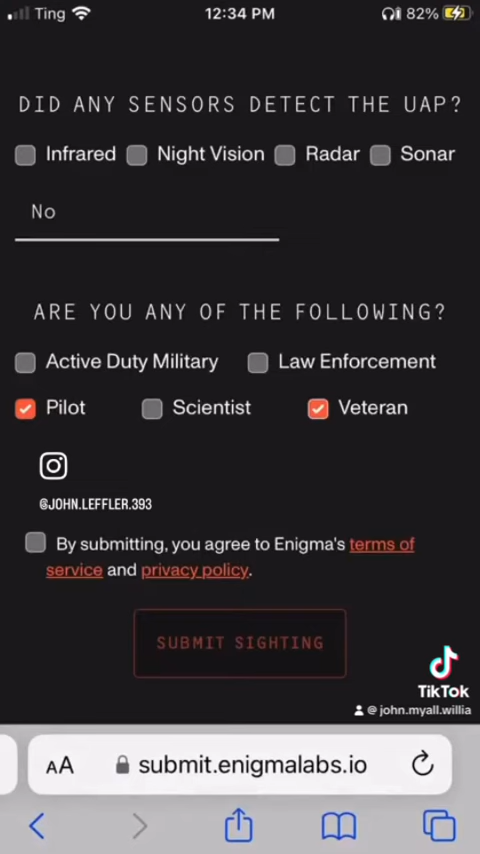 Ting 12:34 PM 82%
DID ANY SENSORS DETECT THE UAP?
Infrared Night Vision Radar Sonar
No
ARE YOU ANY OF THE FOLLOWING?
Active Duty Military Law Enforcement
Pilot Scientist Veteran
@JOHN.LEFFLER.393
By submitting, you agree to Enigma's terms of
service and privacy policy.
SUBMIT SIGHTING
TikTok
@ john.myall.willia
AA submit.enigmalabs.io